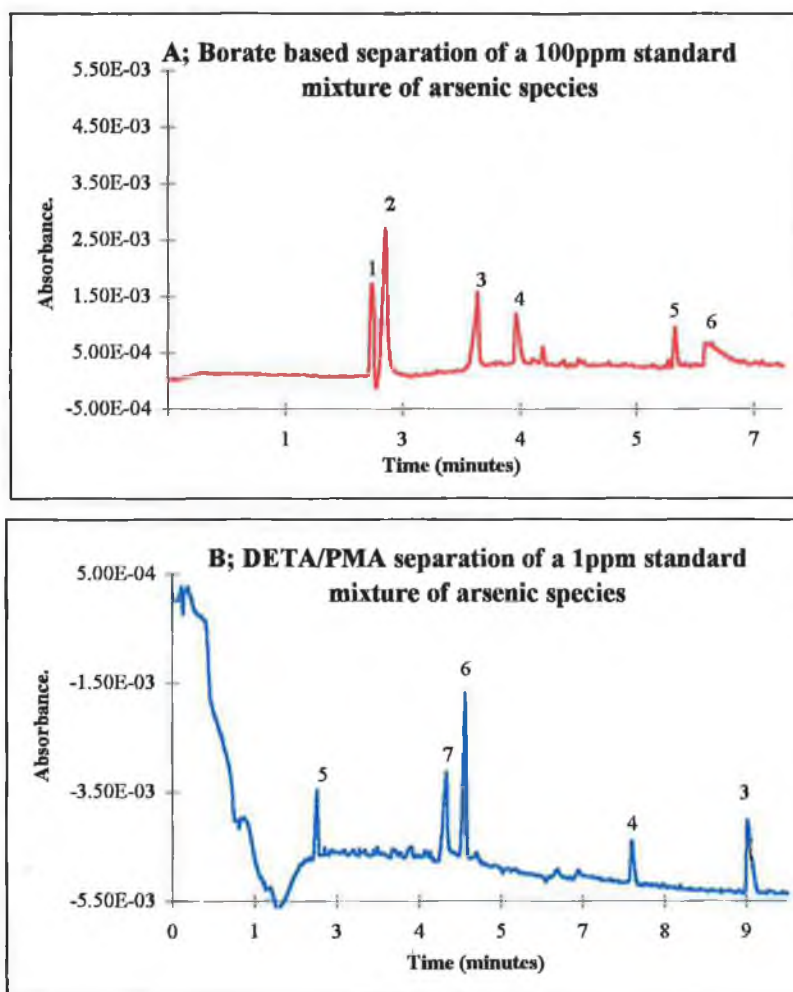 A; Borate based separation of a 100ppm standard
mixture of arsenic species
5.50E-03
4.50E-03
3.50E-03
2.50E-03
1.50E-03
5.00E-04
-5.00E-04
Absorbance.
1
2
3
4
5
6
1 3 4 5 7
Time (minutes)
B; DETA/PMA separation of a 1ppm standard
mixture of arsenic species
5.00E-04
-1.50E-03
-3.50E-03
-5.50E-03
Absorbance.
5
7
6
4
3
0 1 3 4 5 7 8 9
Time (minutes)